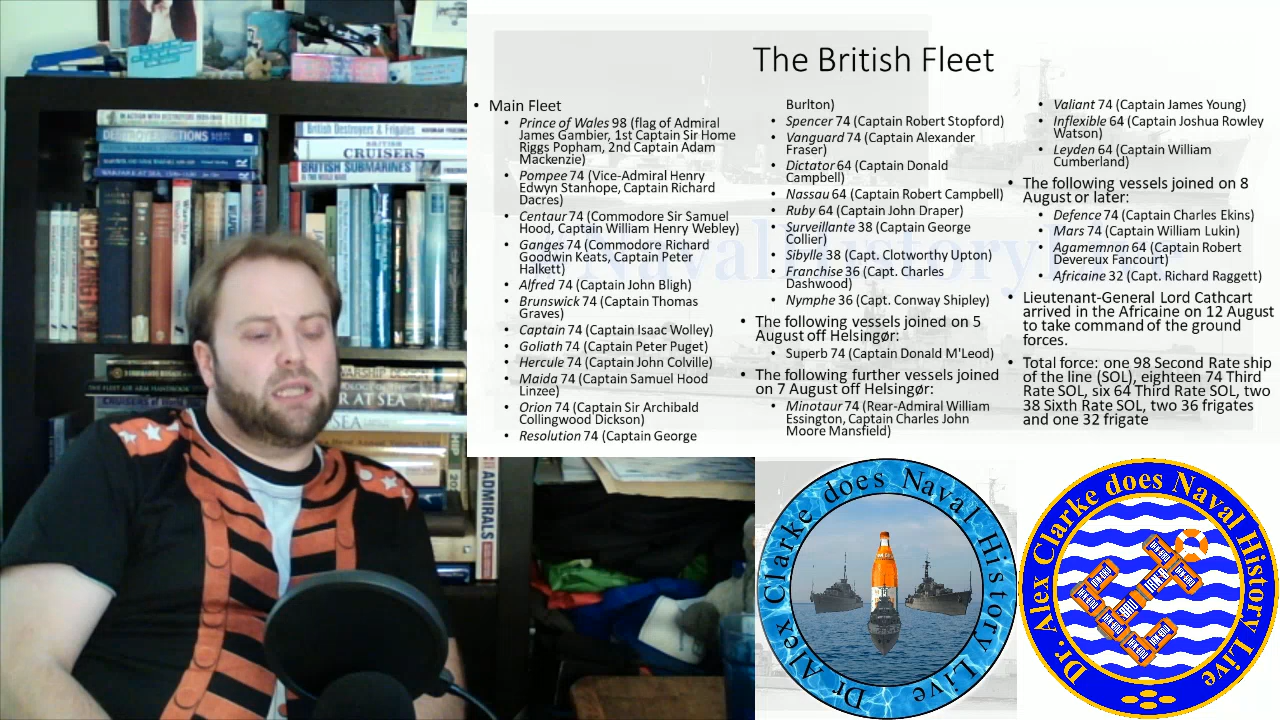 The British Fleet
• Main Fleet
• Prince of Wales 98 (flag of Admiral
James Gambier, 1st Captain Sir Home
Riggs Popham, 2nd Captain Adam
Mackenzie)
• Pompee 74 (Vice-Admiral Henry
Edwyn Stanhope, Captain Richard
Dacres)
• Centaur 74 (Commodore Sir Samuel
Hood, Captain William Henry Webley)
• Ganges 74 (Commodore Richard
Goodwin Keats, Captain Peter
Halkett)
• Alfred 74 (Captain John Bligh)
• Brunswick 74 (Captain Thomas
Graves)
• Captain 74 (Captain Isaac Wolley)
• Goliath 74 (Captain Peter Puget)
• Hercule 74 (Captain John Colville)
• Maida 74 (Captain Samuel Hood
Linzee)
• Orion 74 (Captain Sir Archibald
Collingwood Dickson)
• Resolution 74 (Captain George
Burlton)
• Spencer 74 (Captain Robert Stopford)
• Vanguard 74 (Captain Alexander
Fraser)
• Dictator 64 (Captain Donald
Campbell)
• Nassau 64 (Captain Robert Campbell)
• Ruby 64 (Captain John Draper)
• Surveillante 38 (Captain George
Collier)
• Sibylle 38 (Capt. Clotworthy Upton)
• Franchise 36 (Capt. Charles
Dashwood)
• Nymphe 36 (Capt. Conway Shipley)
• The following vessels joined on 5
August off Helsingør:
• Superb 74 (Captain Donald M'Leod)
• The following further vessels joined
on 7 August off Helsingør:
• Minotaur 74 (Rear-Admiral William
Essington, Captain Charles John
Moore Mansfield)
• Valiant 74 (Captain James Young)
• Inflexible 64 (Captain Joshua Rowley
Watson)
• Leyden 64 (Captain William
Cumberland)
• The following vessels joined on 8
August or later:
• Defence 74 (Captain Charles Ekins)
• Mars 74 (Captain William Lukin)
• Agamemnon 64 (Captain Robert
Devereux Fancourt)
• Africaine 32 (Capt. Richard Raggett)
• Lieutenant-General Lord Cathcart
arrived in the Africaine on 12 August
to take command of the ground
forces.
• Total force: one 98 Second Rate ship
of the line (SOL), eighteen 74 Third
Rate SOL, six 64 Third Rate SOL, two
38 Sixth Rate SOL, two 36 frigates
and one 32 frigate
Naval History
British Destroyers & Frigates
BRITISH
CRUISERS
BRITISH SUBMARINES
AT SEA
ADMIRALS
Dr Alex Clarke does Naval History Live
Dr. Alex Clarke does Naval History Live